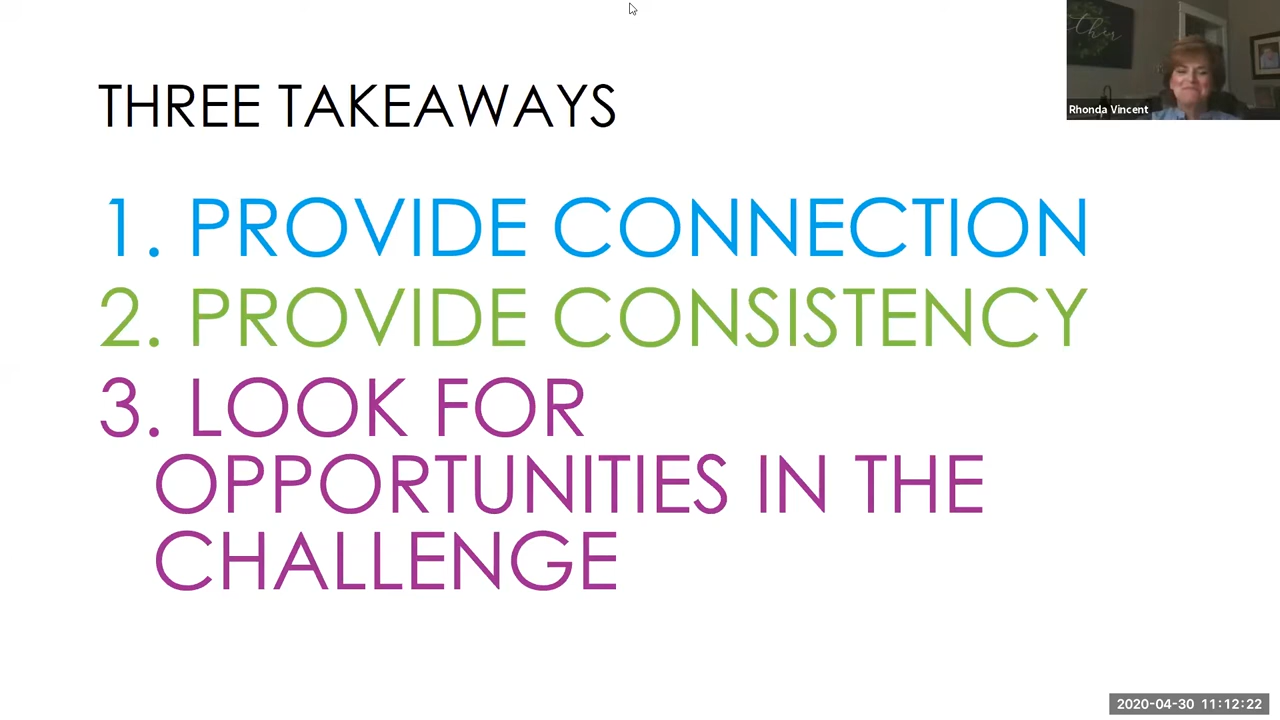 THREE TAKEAWAYS
1. PROVIDE CONNECTION
2. PROVIDE CONSISTENCY
3. LOOK FOR
OPPORTUNITIES IN THE
CHALLENGE
Rhonda Vincent
2020-04-30 11:12:22